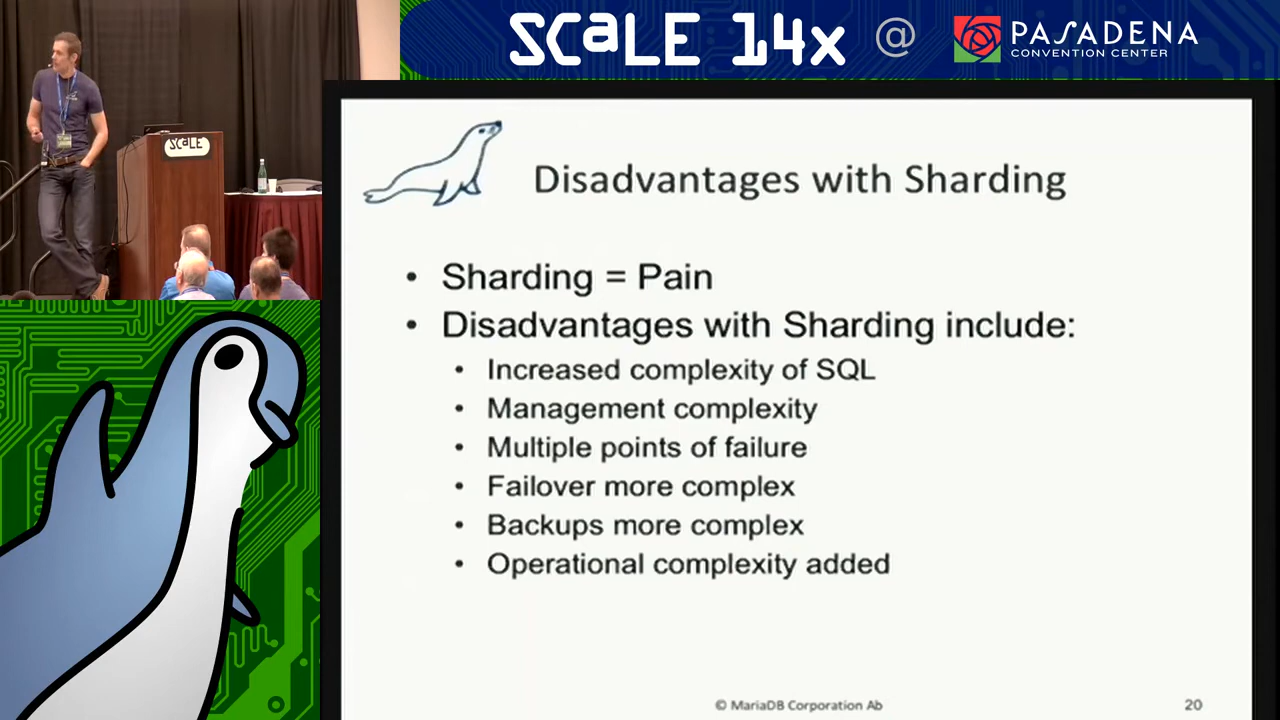 SCaLE 14x @ PASADENA
CONVENTION CENTER
SCaLE
Disadvantages with Sharding
• Sharding = Pain
• Disadvantages with Sharding include:
• Increased complexity of SQL
• Management complexity
• Multiple points of failure
• Failover more complex
• Backups more complex
• Operational complexity added
© MariaDB Corporation Ab
20